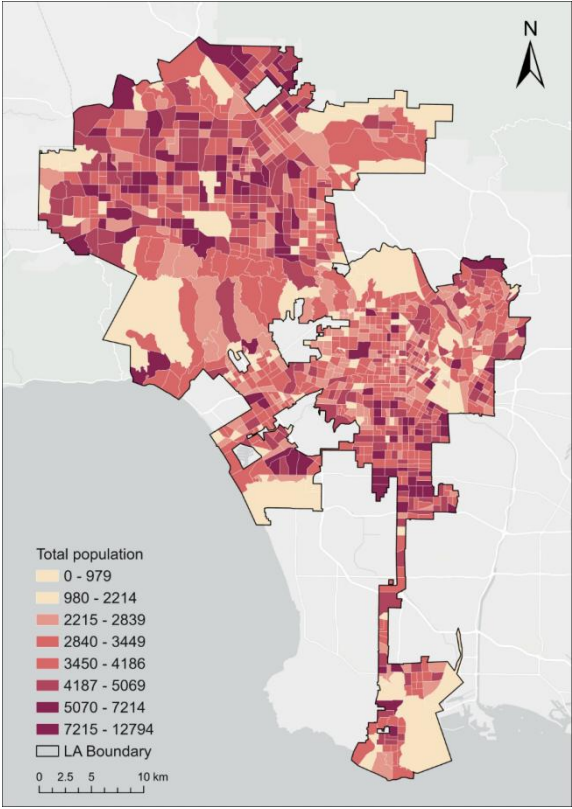 N
Total population
0 - 979
980 - 2214
2215 - 2839
2840 - 3449
3450 - 4186
4187 - 5069
5070 - 7214
7215 - 12794
LA Boundary
0 2.5 5 10 km